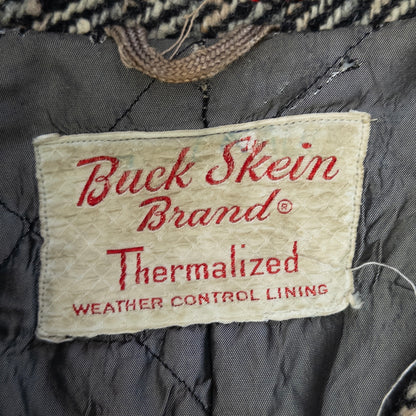 Buck Skein
Brand®
Thermalized
WEATHER CONTROL LINING